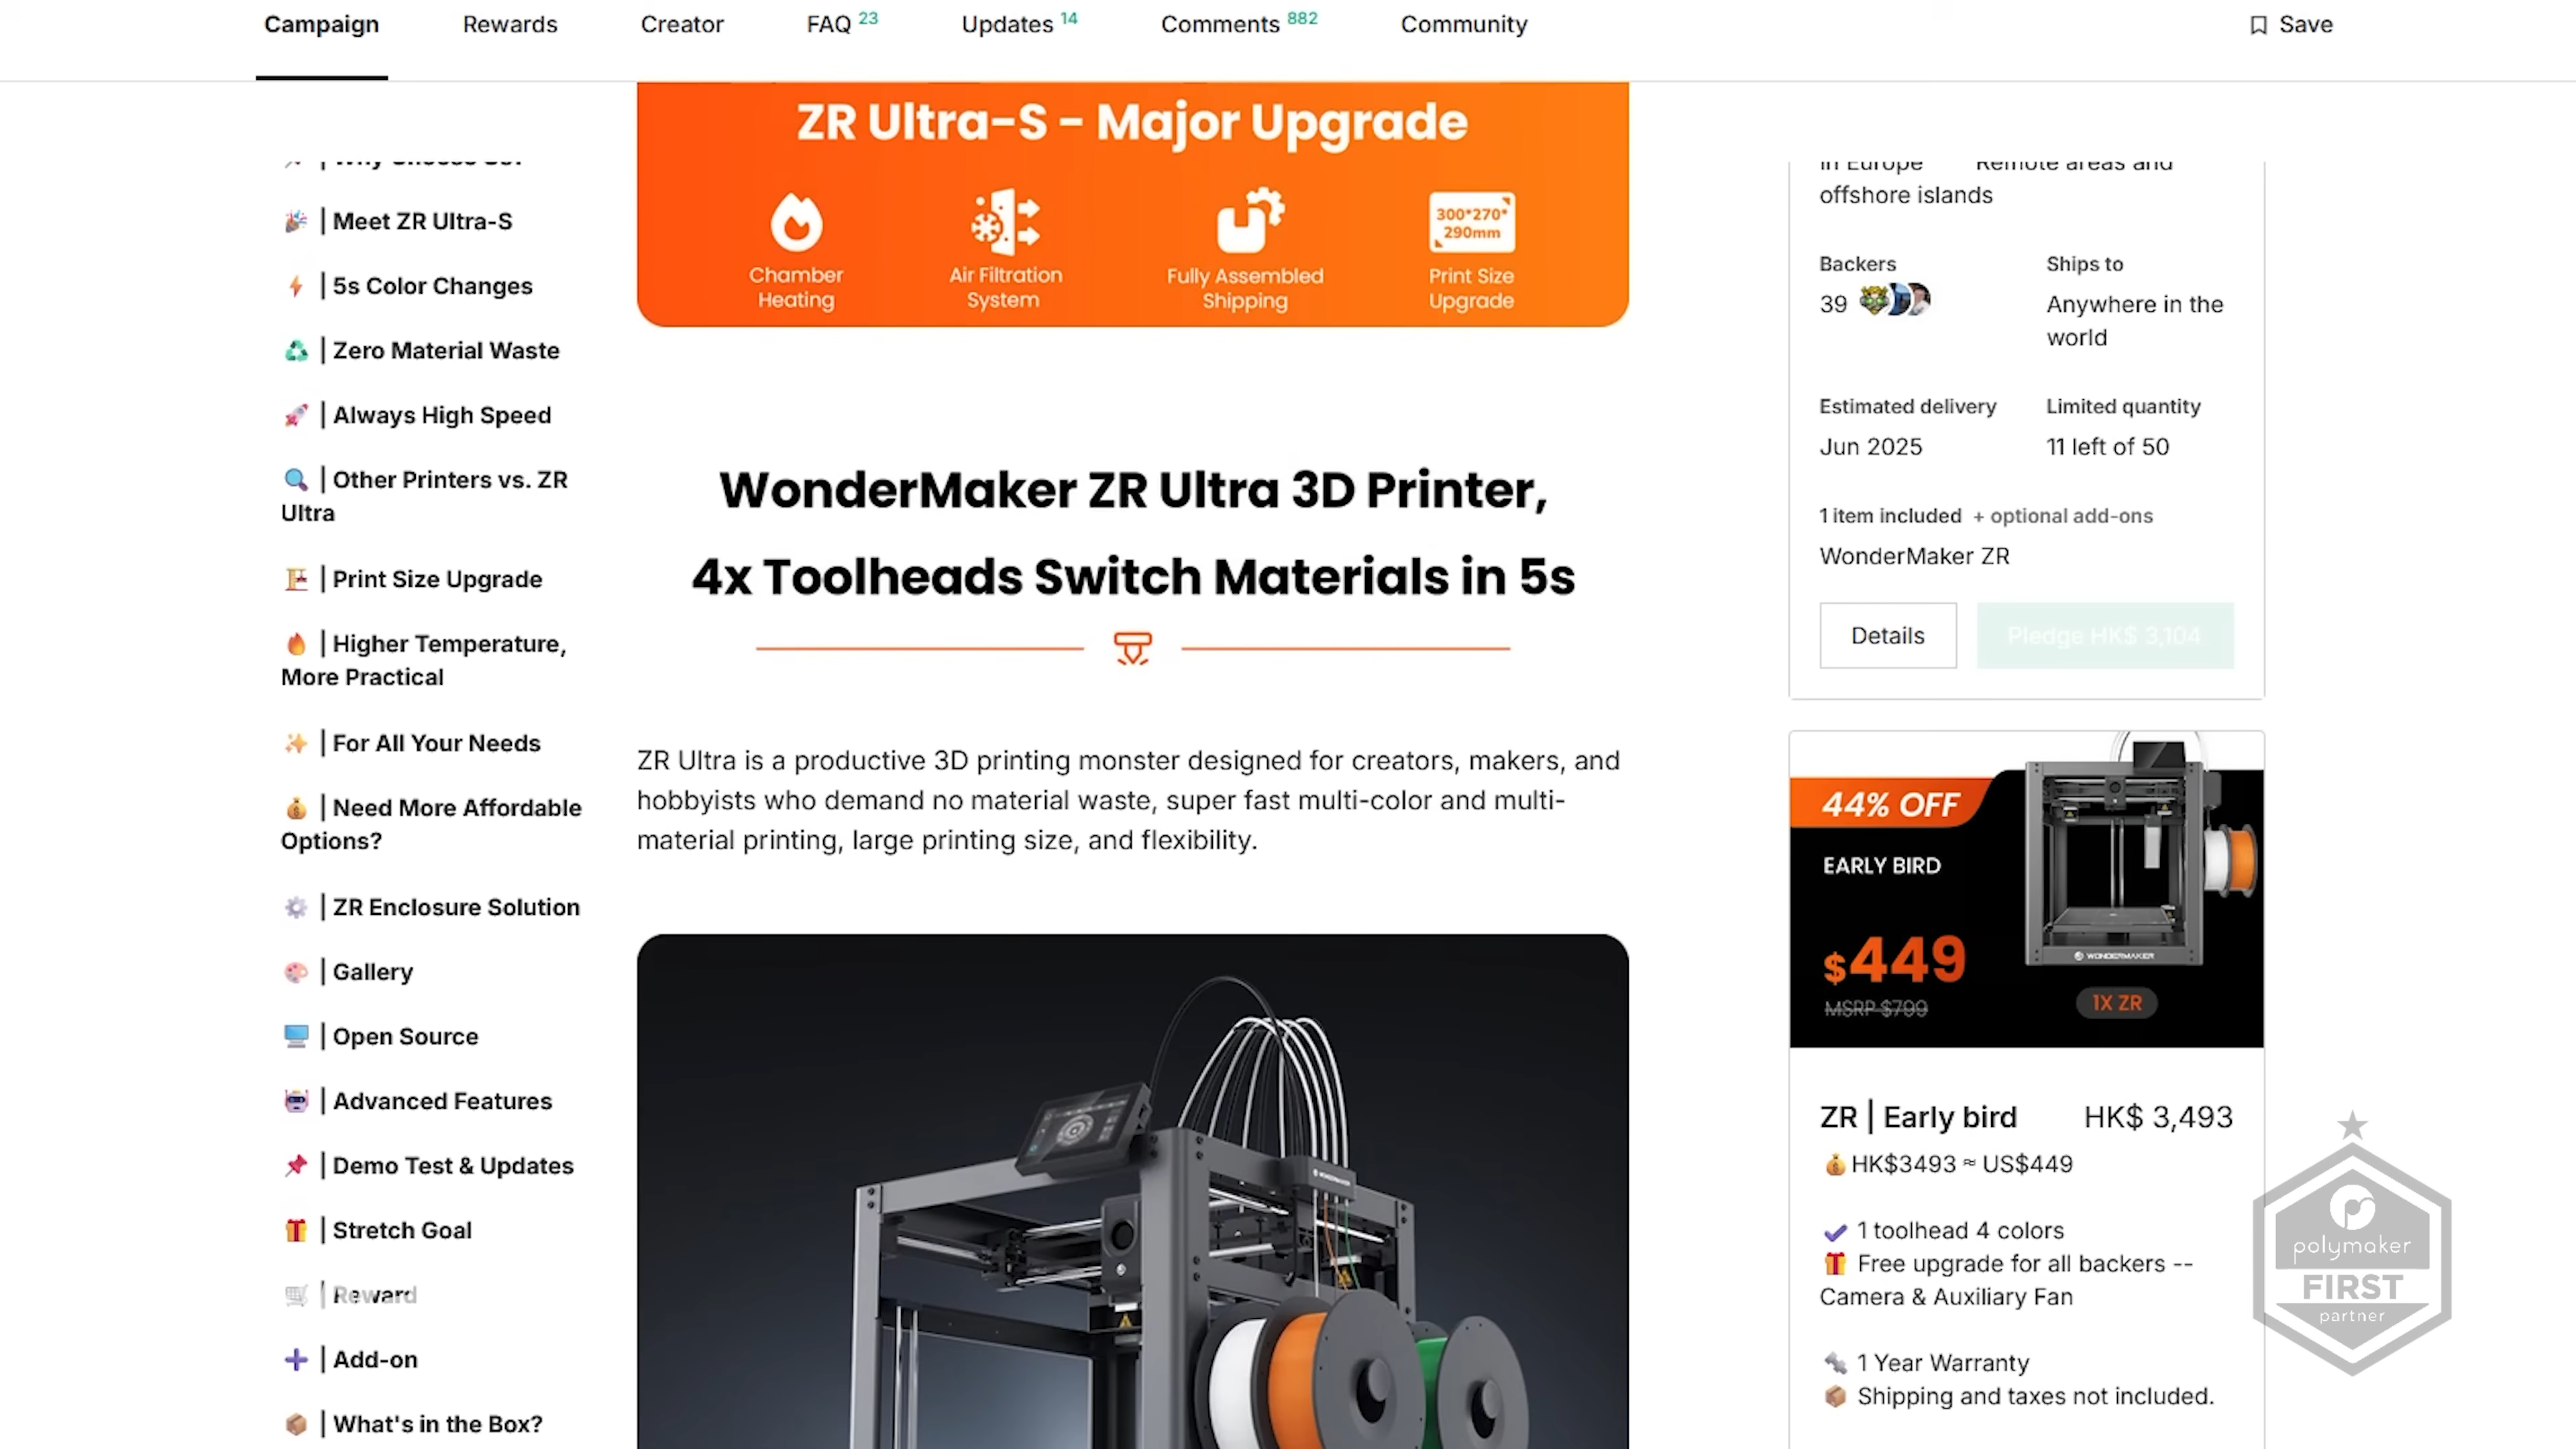 Campaign
Rewards
Creator
FAQ 23
Updates 14
Comments 882
Community
Save
| Why Choose Us?
| Meet ZR Ultra-S
| 5s Color Changes
| Zero Material Waste
| Always High Speed
| Other Printers vs. ZR
Ultra
| Print Size Upgrade
| Higher Temperature,
More Practical
| For All Your Needs
| Need More Affordable
Options?
| ZR Enclosure Solution
| Gallery
| Open Source
| Advanced Features
| Demo Test & Updates
| Stretch Goal
| Reward
| Add-on
| What's in the Box?
ZR Ultra-S - Major Upgrade
Chamber
Heating
Air Filtration
System
Fully Assembled
Shipping
300*270*
290mm
Print Size
Upgrade
WonderMaker ZR Ultra 3D Printer,
4x Toolheads Switch Materials in 5s
ZR Ultra is a productive 3D printing monster designed for creators, makers, and
hobbyists who demand no material waste, super fast multi-color and multi-
material printing, large printing size, and flexibility.
in Europe Remote areas and
offshore islands
Backers
39
Ships to
Anywhere in the
world
Estimated delivery
Jun 2025
Limited quantity
11 left of 50
1 item included + optional add-ons
WonderMaker ZR
Details
Pledge HK$ 3,104
44% OFF
EARLY BIRD
$449
MSRP $799
WONDERMAKER
1X ZR
ZR | Early bird
HK$ 3,493
HK$3493 ≈ US$449
1 toolhead 4 colors
Free upgrade for all backers --
Camera & Auxiliary Fan
1 Year Warranty
Shipping and taxes not included.
polymaker
FIRST
partner